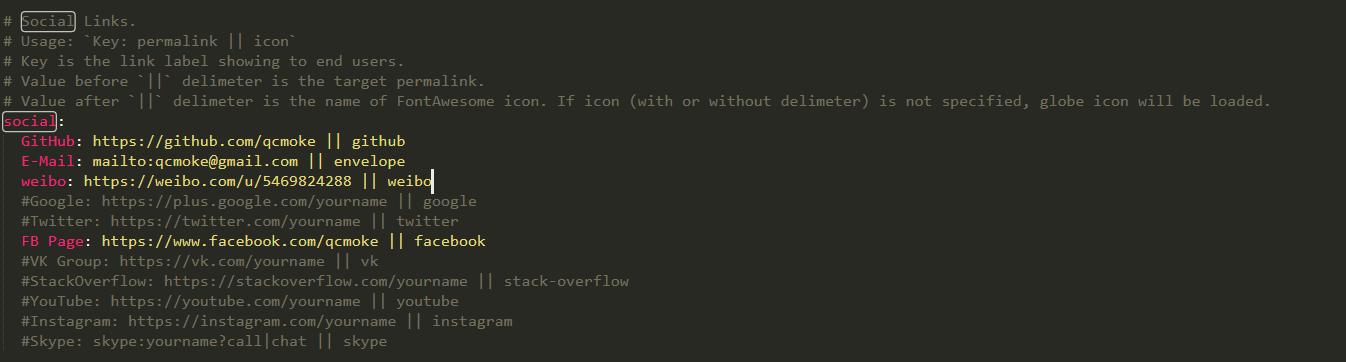 # Social Links.
# Usage: `Key: permalink || icon`
# Key is the link label showing to end users.
# Value before `||` delimeter is the target permalink.
# Value after `||` delimeter is the name of FontAwesome icon. If icon (with or without delimeter) is not specified, globe icon will be loaded.
social:
  GitHub: https://github.com/qcmoke || github
  E-Mail: mailto:qcmoke@gmail.com || envelope
  weibo: https://weibo.com/u/5469824288 || weibo
  #Google: https://plus.google.com/yourname || google
  #Twitter: https://twitter.com/yourname || twitter
  FB Page: https://www.facebook.com/qcmoke || facebook
  #VK Group: https://vk.com/yourname || vk
  #StackOverflow: https://stackoverflow.com/yourname || stack-overflow
  #YouTube: https://youtube.com/yourname || youtube
  #Instagram: https://instagram.com/yourname || instagram
  #Skype: skype:yourname?call|chat || skype